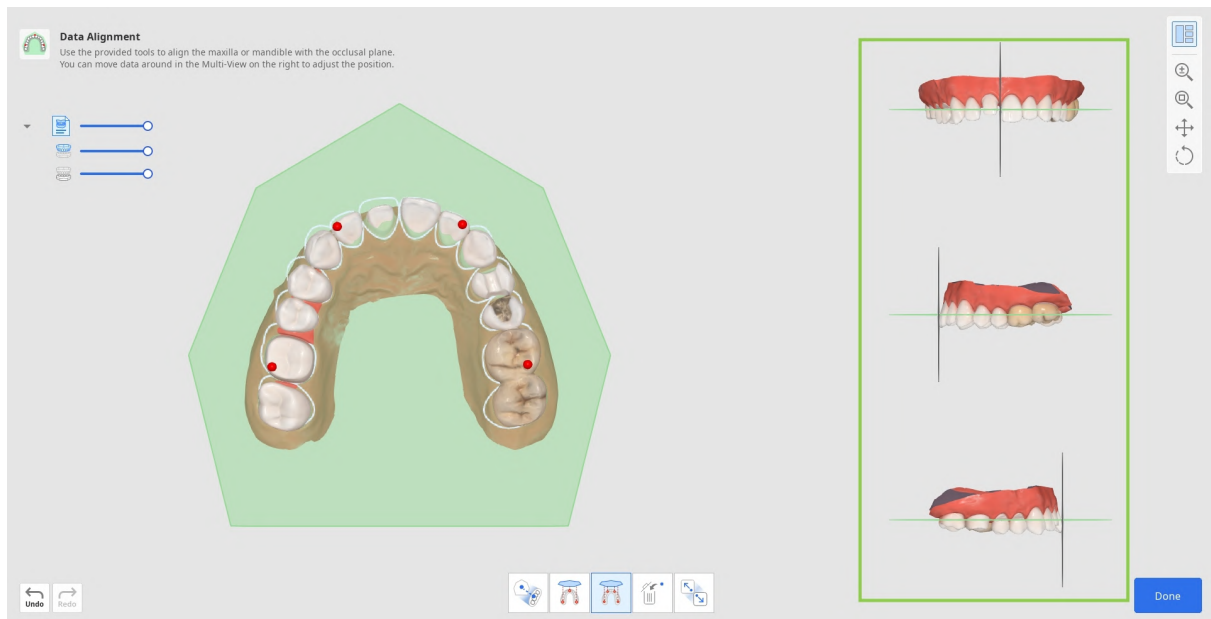 Data Alignment
Use the provided tools to align the maxilla or mandible with the occlusal plane.
You can move data around in the Multi-View on the right to adjust the position.
Undo
Redo
Done